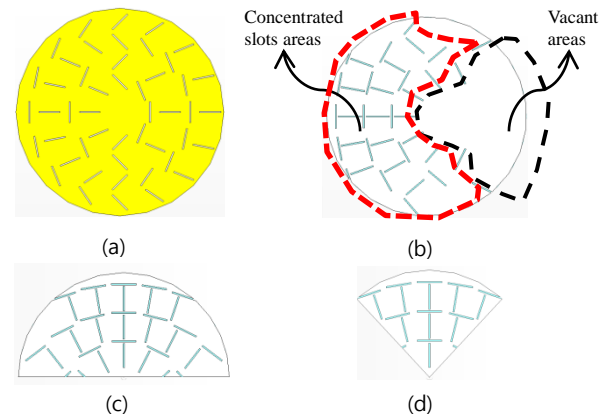 Concentrated
slots areas
Vacant
areas
(a)
(b)
(c)
(d)